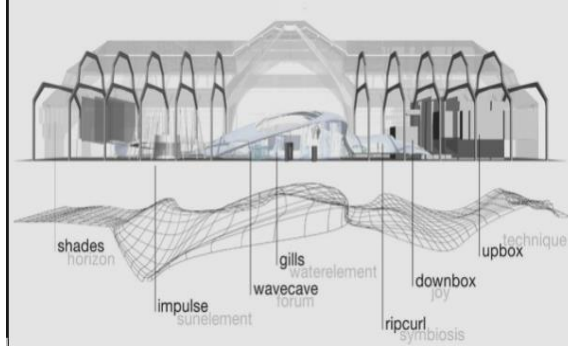 shades
horizon
impulse
sunelement
wavecave
forum
gills
waterelement
ripcurl
symbiosis
downbox
joy
upbox
technique